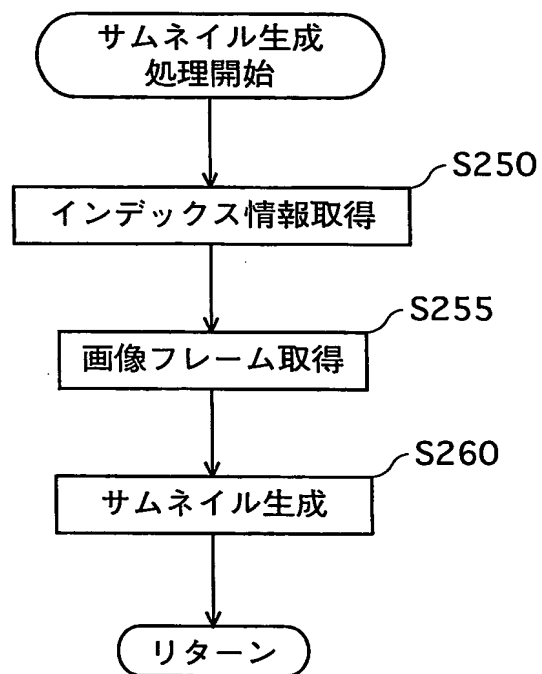 サムネイル生成
処理開始
S250
インデックス情報取得
S255
画像フレーム取得
S260
サムネイル生成
リターン